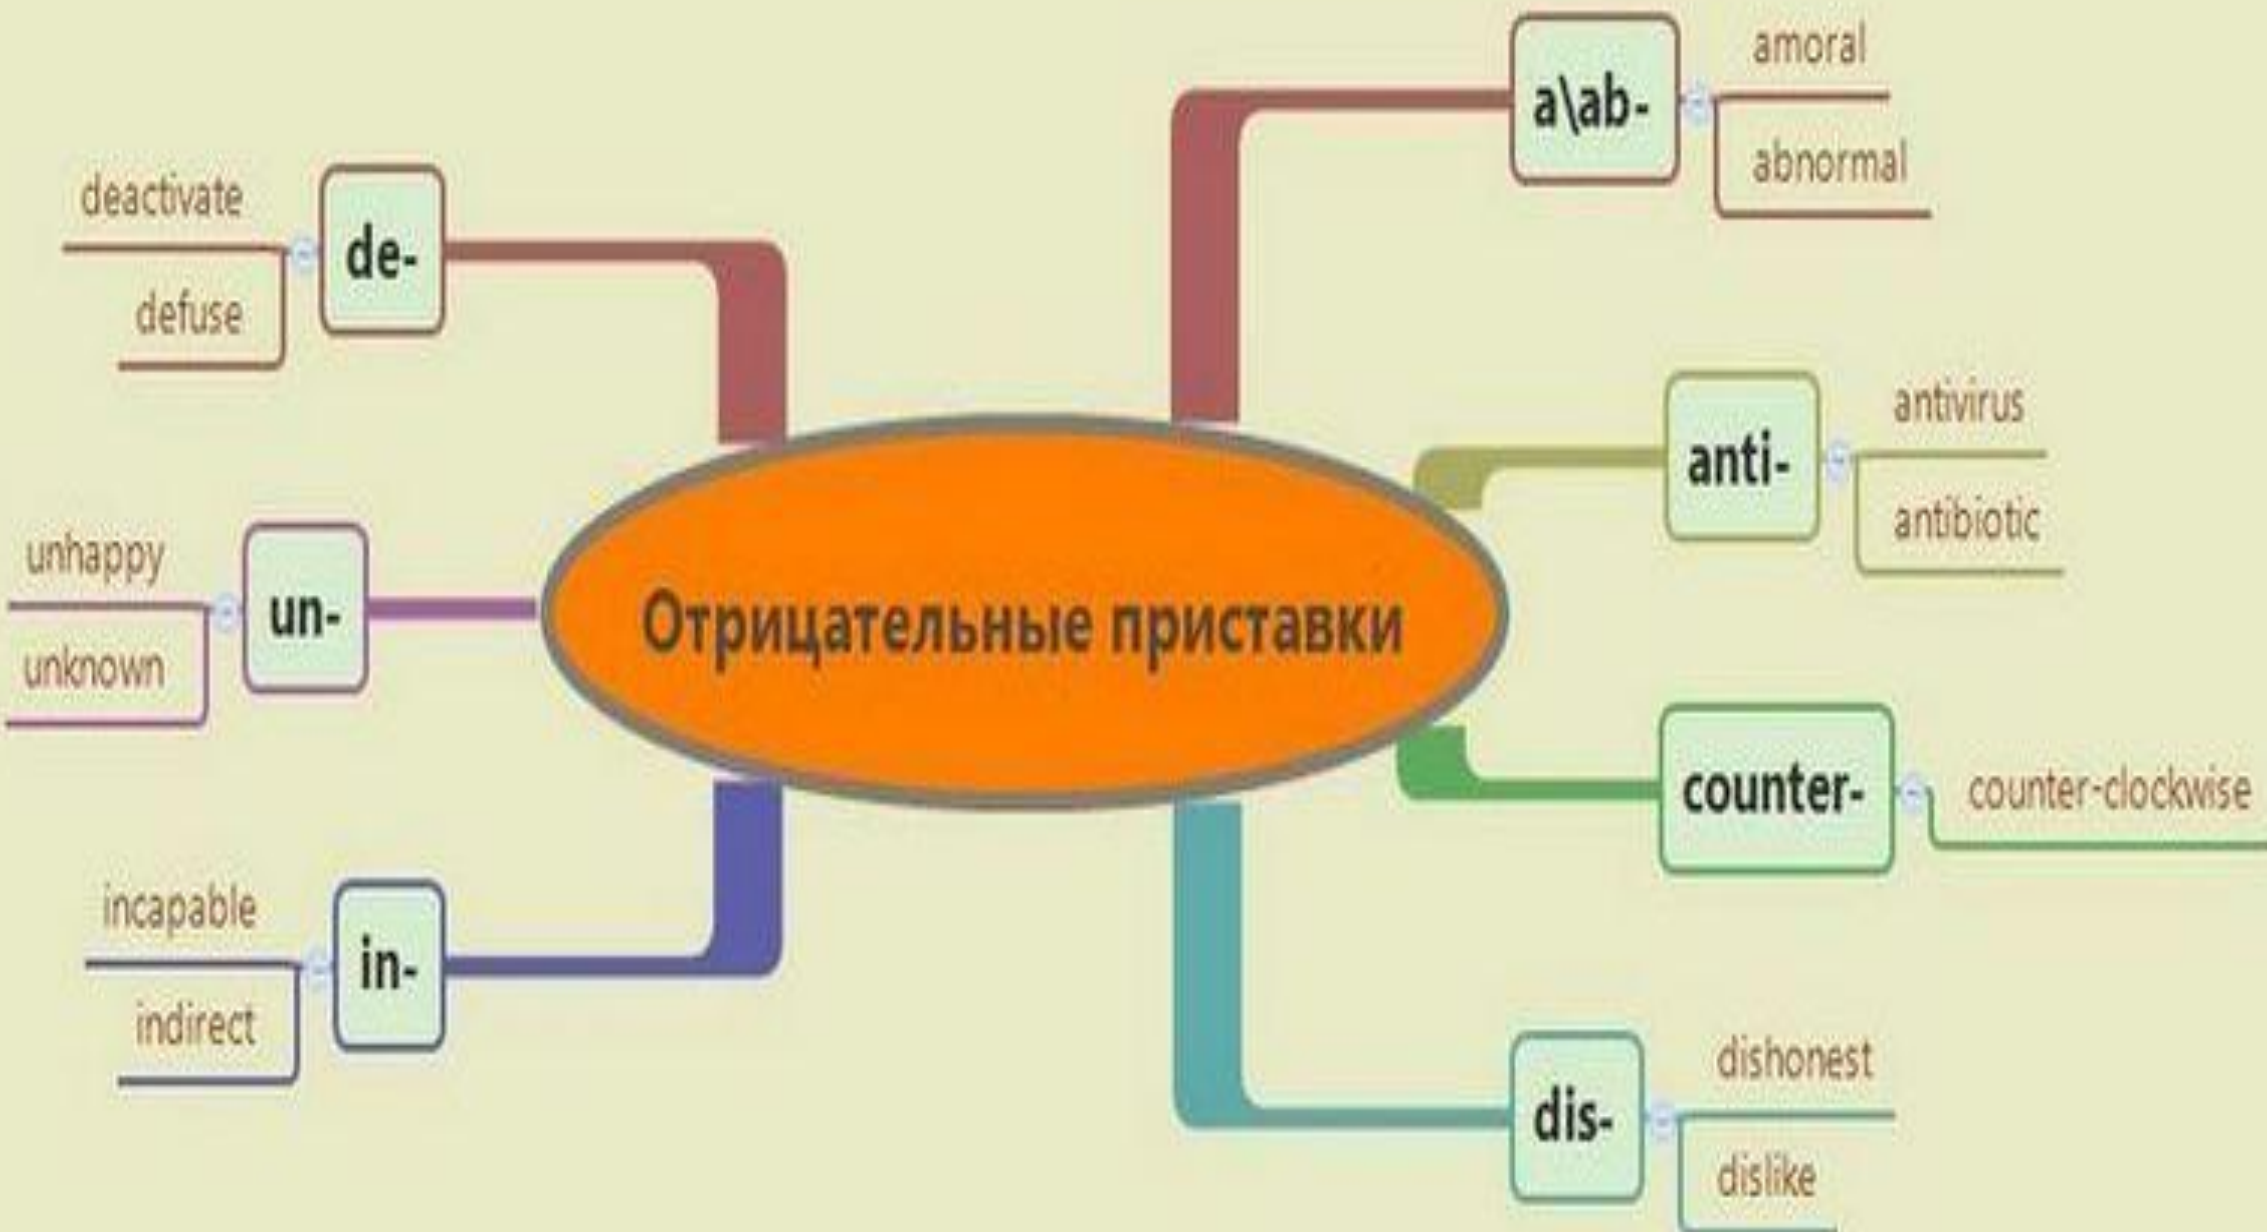 Отрицательные приставки
a\ab-
amoral
abnormal
anti-
antivirus
antibiotic
counter-
counter-clockwise
dis-
dishonest
dislike
de-
deactivate
defuse
un-
unhappy
unknown
in-
incapable
indirect